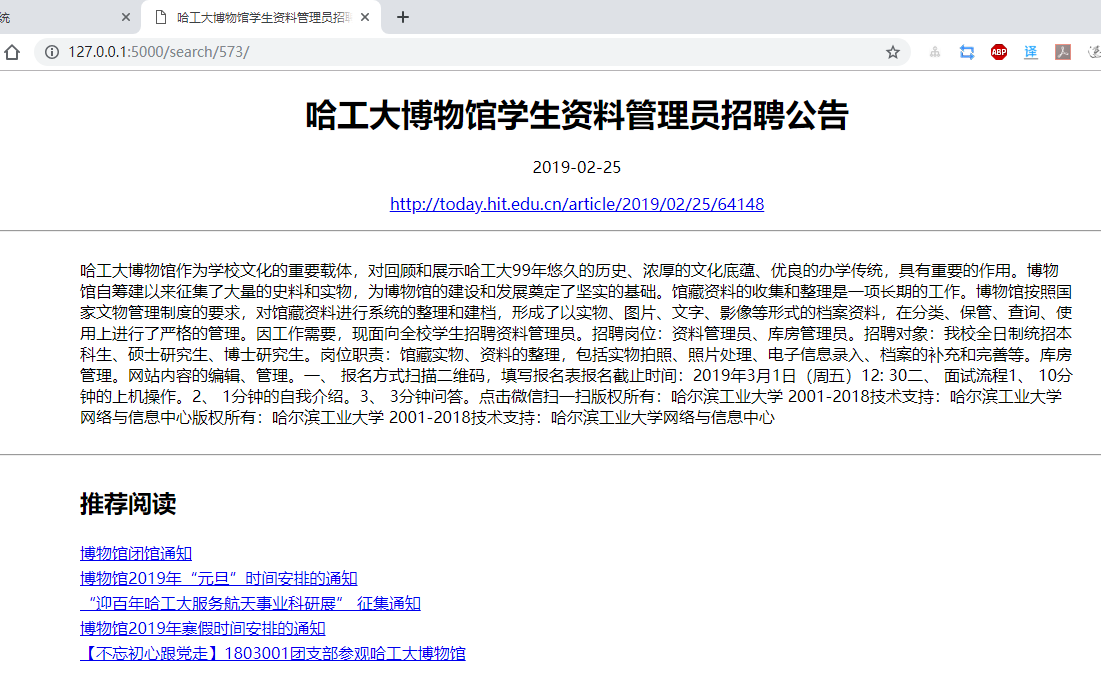 统
哈工大博物馆学生资料管理员招聘
127.0.0.1:5000/search/573/
ABP
译
哈工大博物馆学生资料管理员招聘公告
2019-02-25
http://today.hit.edu.cn/article/2019/02/25/64148
哈工大博物馆作为学校文化的重要载体，对回顾和展示哈工大99年悠久的历史、浓厚的文化底蕴、优良的办学传统，具有重要的作用。博物
馆自筹建以来征集了大量的史料和实物，为博物馆的建设和发展奠定了坚实的基础。馆藏资料的收集和整理是一项长期的工作。博物馆按照国
家文物管理制度的要求，对馆藏资料进行系统的整理和建档，形成了以实物、图片、文字、影像等形式的档案资料，在分类、保管、查询、使
用上进行了严格的管理。因工作需要，现面向全校学生招聘资料管理员。招聘岗位：资料管理员、库房管理员。招聘对象：我校全日制统招本
科生、硕士研究生、博士研究生。岗位职责：馆藏实物、资料的整理，包括实物拍照、照片处理、电子信息录入、档案的补充和完善等。库房
管理。网站内容的编辑、管理。一、 报名方式扫描二维码，填写报名表报名截止时间：2019年3月1日（周五）12: 30二、 面试流程1、 10分
钟的上机操作。2、 1分钟的自我介绍。3、 3分钟问答。点击微信扫一扫版权所有：哈尔滨工业大学 2001-2018技术支持：哈尔滨工业大学
网络与信息中心版权所有：哈尔滨工业大学 2001-2018技术支持：哈尔滨工业大学网络与信息中心
推荐阅读
博物馆闭馆通知
博物馆2019年“元旦”时间安排的通知
“迎百年哈工大服务航天事业科研展” 征集通知
博物馆2019年寒假时间安排的通知
【不忘初心跟党走】1803001团支部参观哈工大博物馆